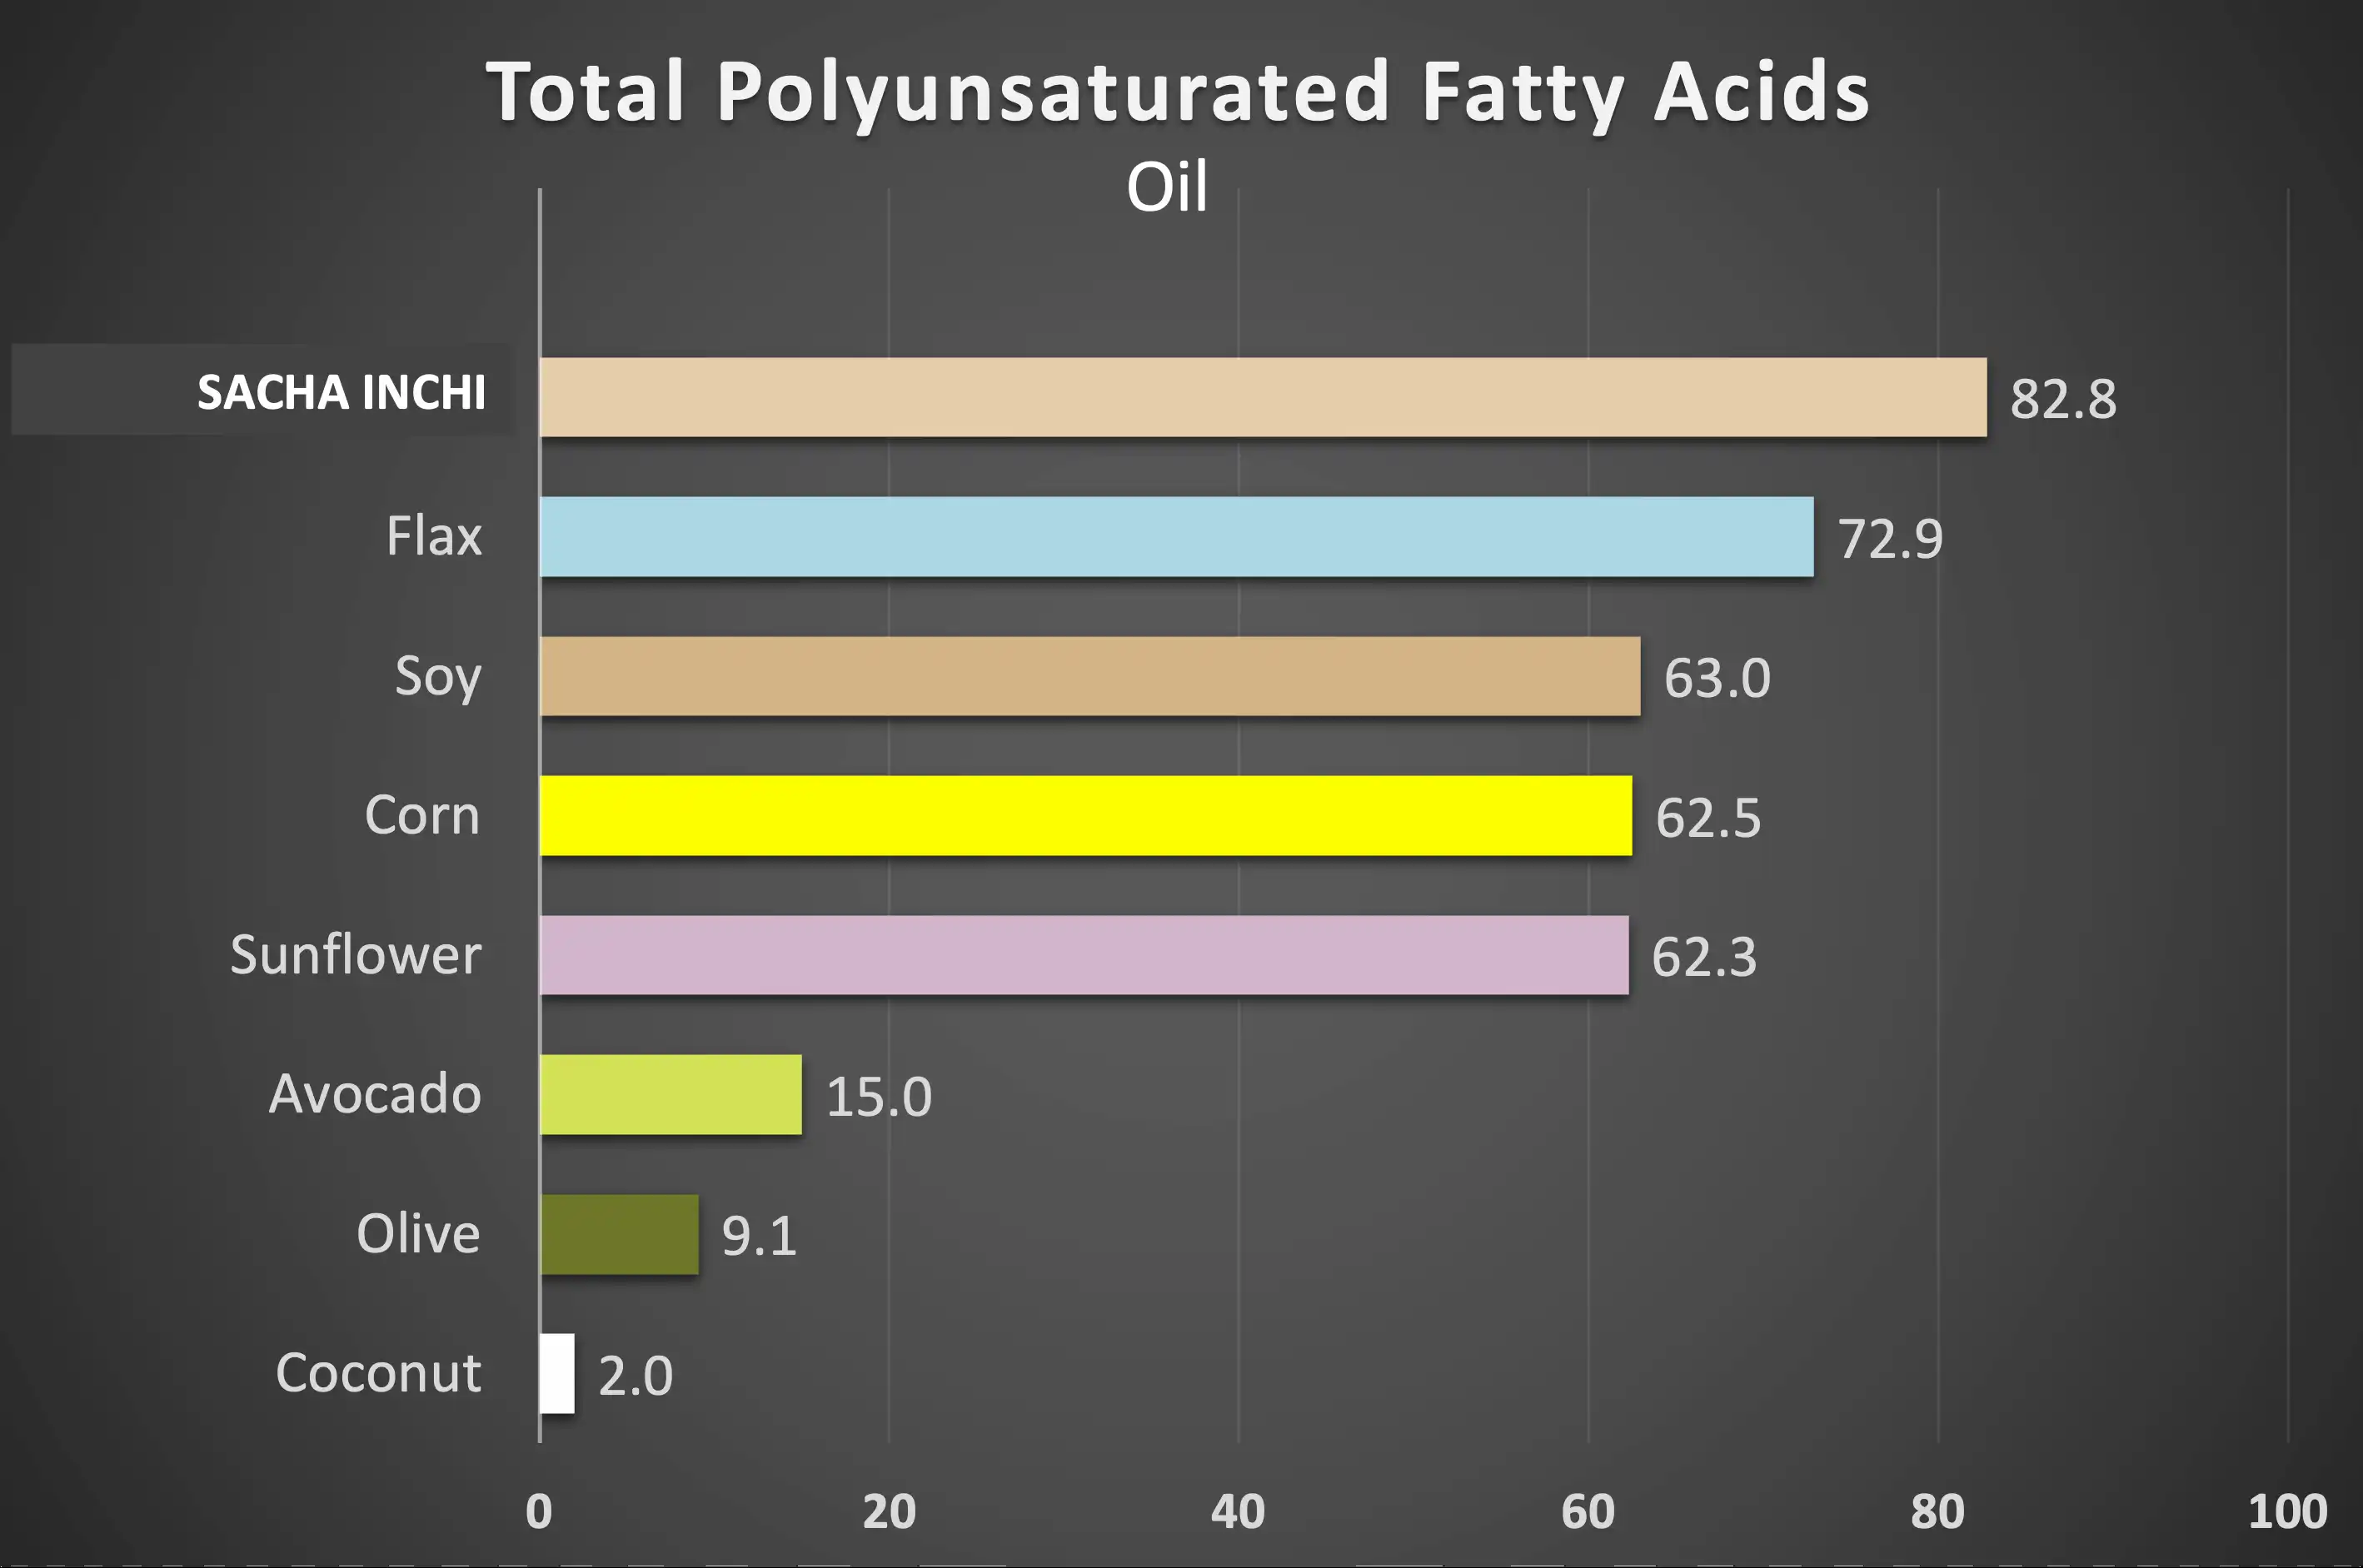 Total Polyunsaturated Fatty Acids
Oil
SACHA INCHI 82.8
Flax 72.9
Soy 63.0
Corn 62.5
Sunflower 62.3
Avocado 15.0
Olive 9.1
Coconut 2.0
0 20 40 60 80 100